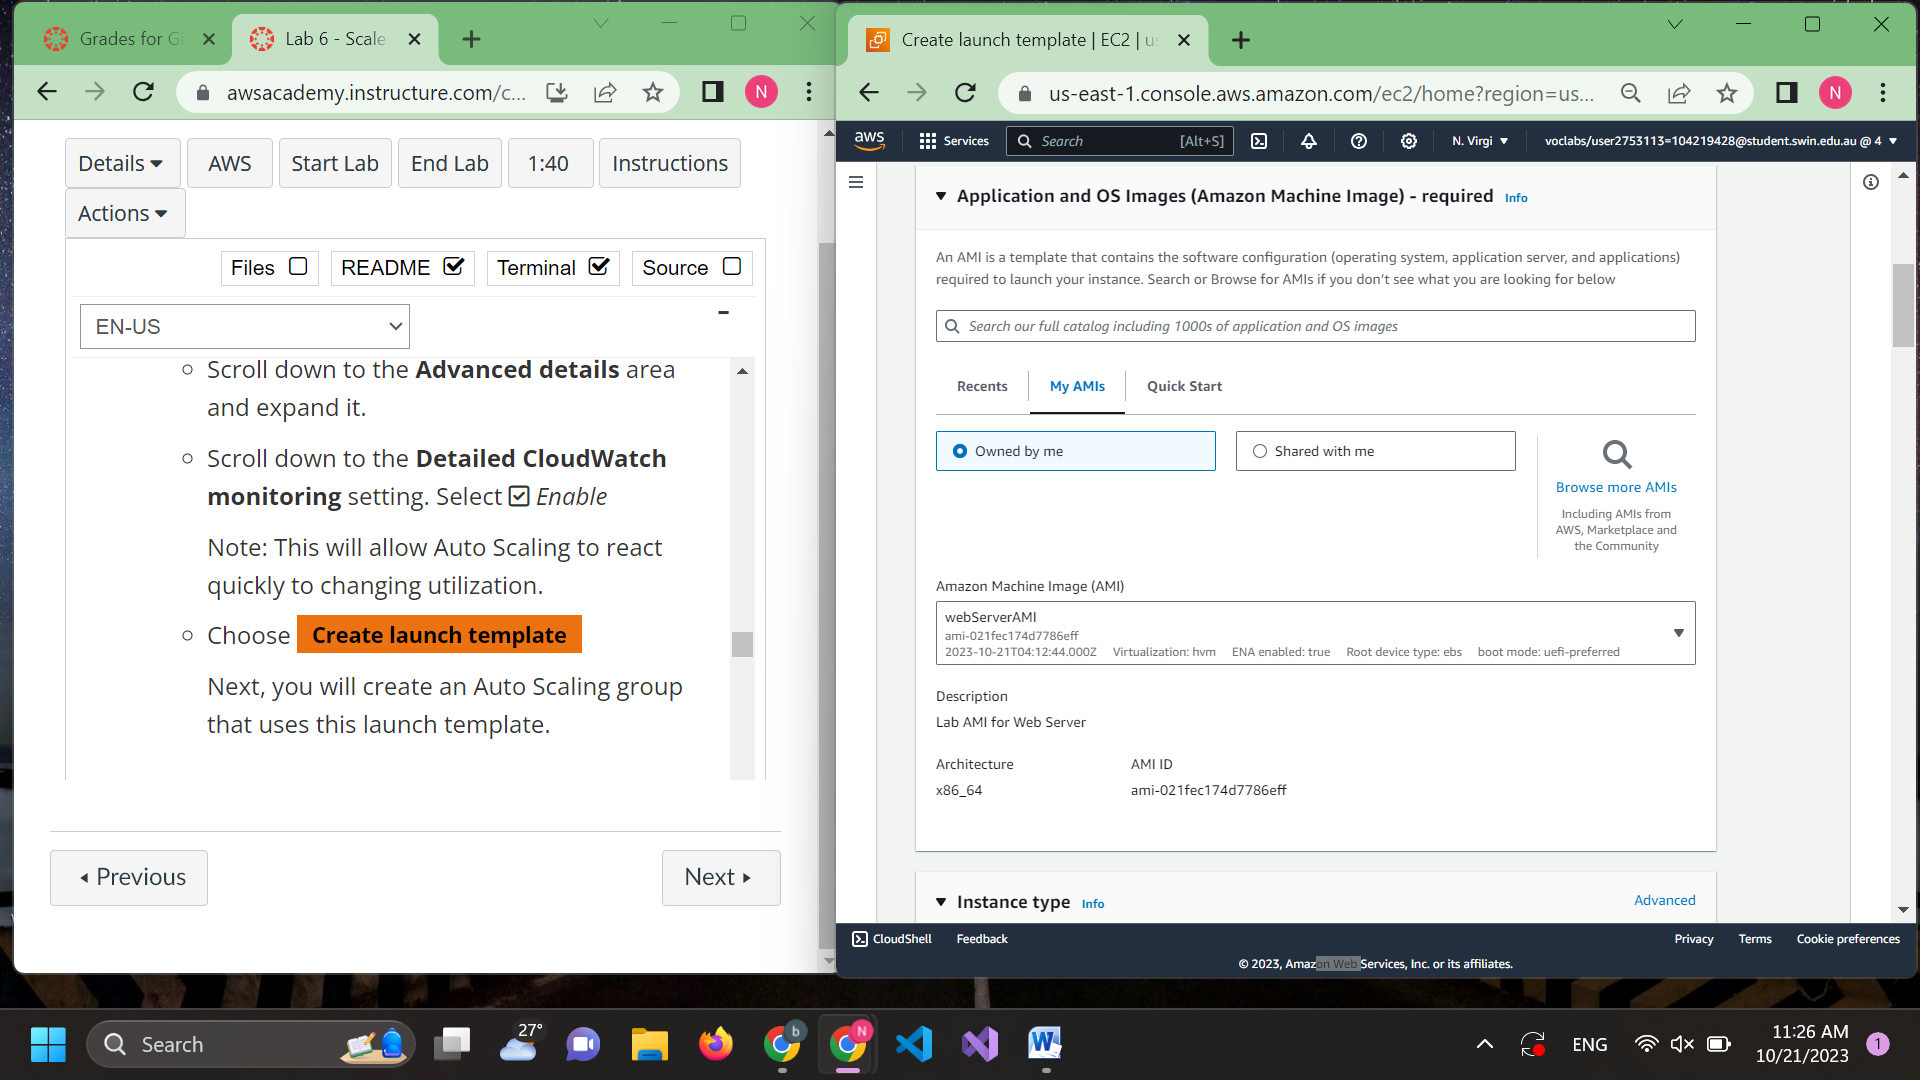 Grades for G
Lab 6 - Scale
awsacademy.instructure.com/c...
N
Details
AWS
Start Lab
End Lab
1:40
Instructions
Actions
Files
README
Terminal
Source
EN-US
Scroll down to the Advanced details area
and expand it.
Scroll down to the Detailed CloudWatch
monitoring setting. Select Enable
Note: This will allow Auto Scaling to react
quickly to changing utilization.
Choose Create launch template
Next, you will create an Auto Scaling group
that uses this launch template.
Previous
Next
Create launch template | EC2 | us
us-east-1.console.aws.amazon.com/ec2/home?region=us...
N
aws
Services
Search
[Alt+S]
N. Virgi
voclabs/user2753113=104219428@student.swin.edu.au @ 4
Application and OS Images (Amazon Machine Image) - required Info
An AMI is a template that contains the software configuration (operating system, application server, and applications)
required to launch your instance. Search or Browse for AMIs if you don't see what you are looking for below
Search our full catalog including 1000s of application and OS images
Recents
My AMIs
Quick Start
Owned by me
Shared with me
Browse more AMIs
Including AMIs from
AWS, Marketplace and
the Community
Amazon Machine Image (AMI)
webServerAMI
ami-021fec174d7786eff
2023-10-21T04:12:44.000Z Virtualization: hvm ENA enabled: true Root device type: ebs boot mode: uefi-preferred
Description
Lab AMI for Web Server
Architecture
AMI ID
x86_64
ami-021fec174d7786eff
Instance type Info
Advanced
CloudShell
Feedback
Privacy
Terms
Cookie preferences
© 2023, Amazon Web Services, Inc. or its affiliates.
Search
27°
b
N
W
ENG
11:26 AM
10/21/2023
1